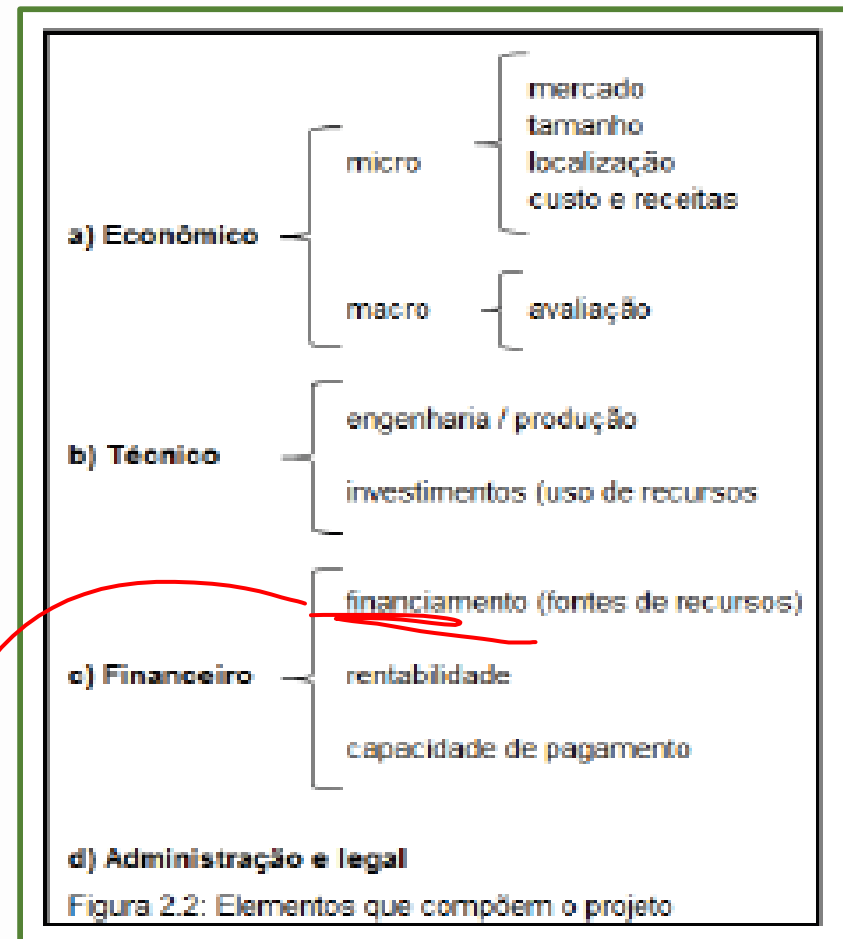 mercado
tamanho
micro
localização
custo e receitas
a) Econômico
macro
avaliação
engenharia / produção
b) Técnico
investimentos (uso de recursos
financiamento (fontes de recursos)
c) Financeiro
rentabilidade
capacidade de pagamento
d) Administração e legal
Figura 2.2: Elementos que compõem o projeto